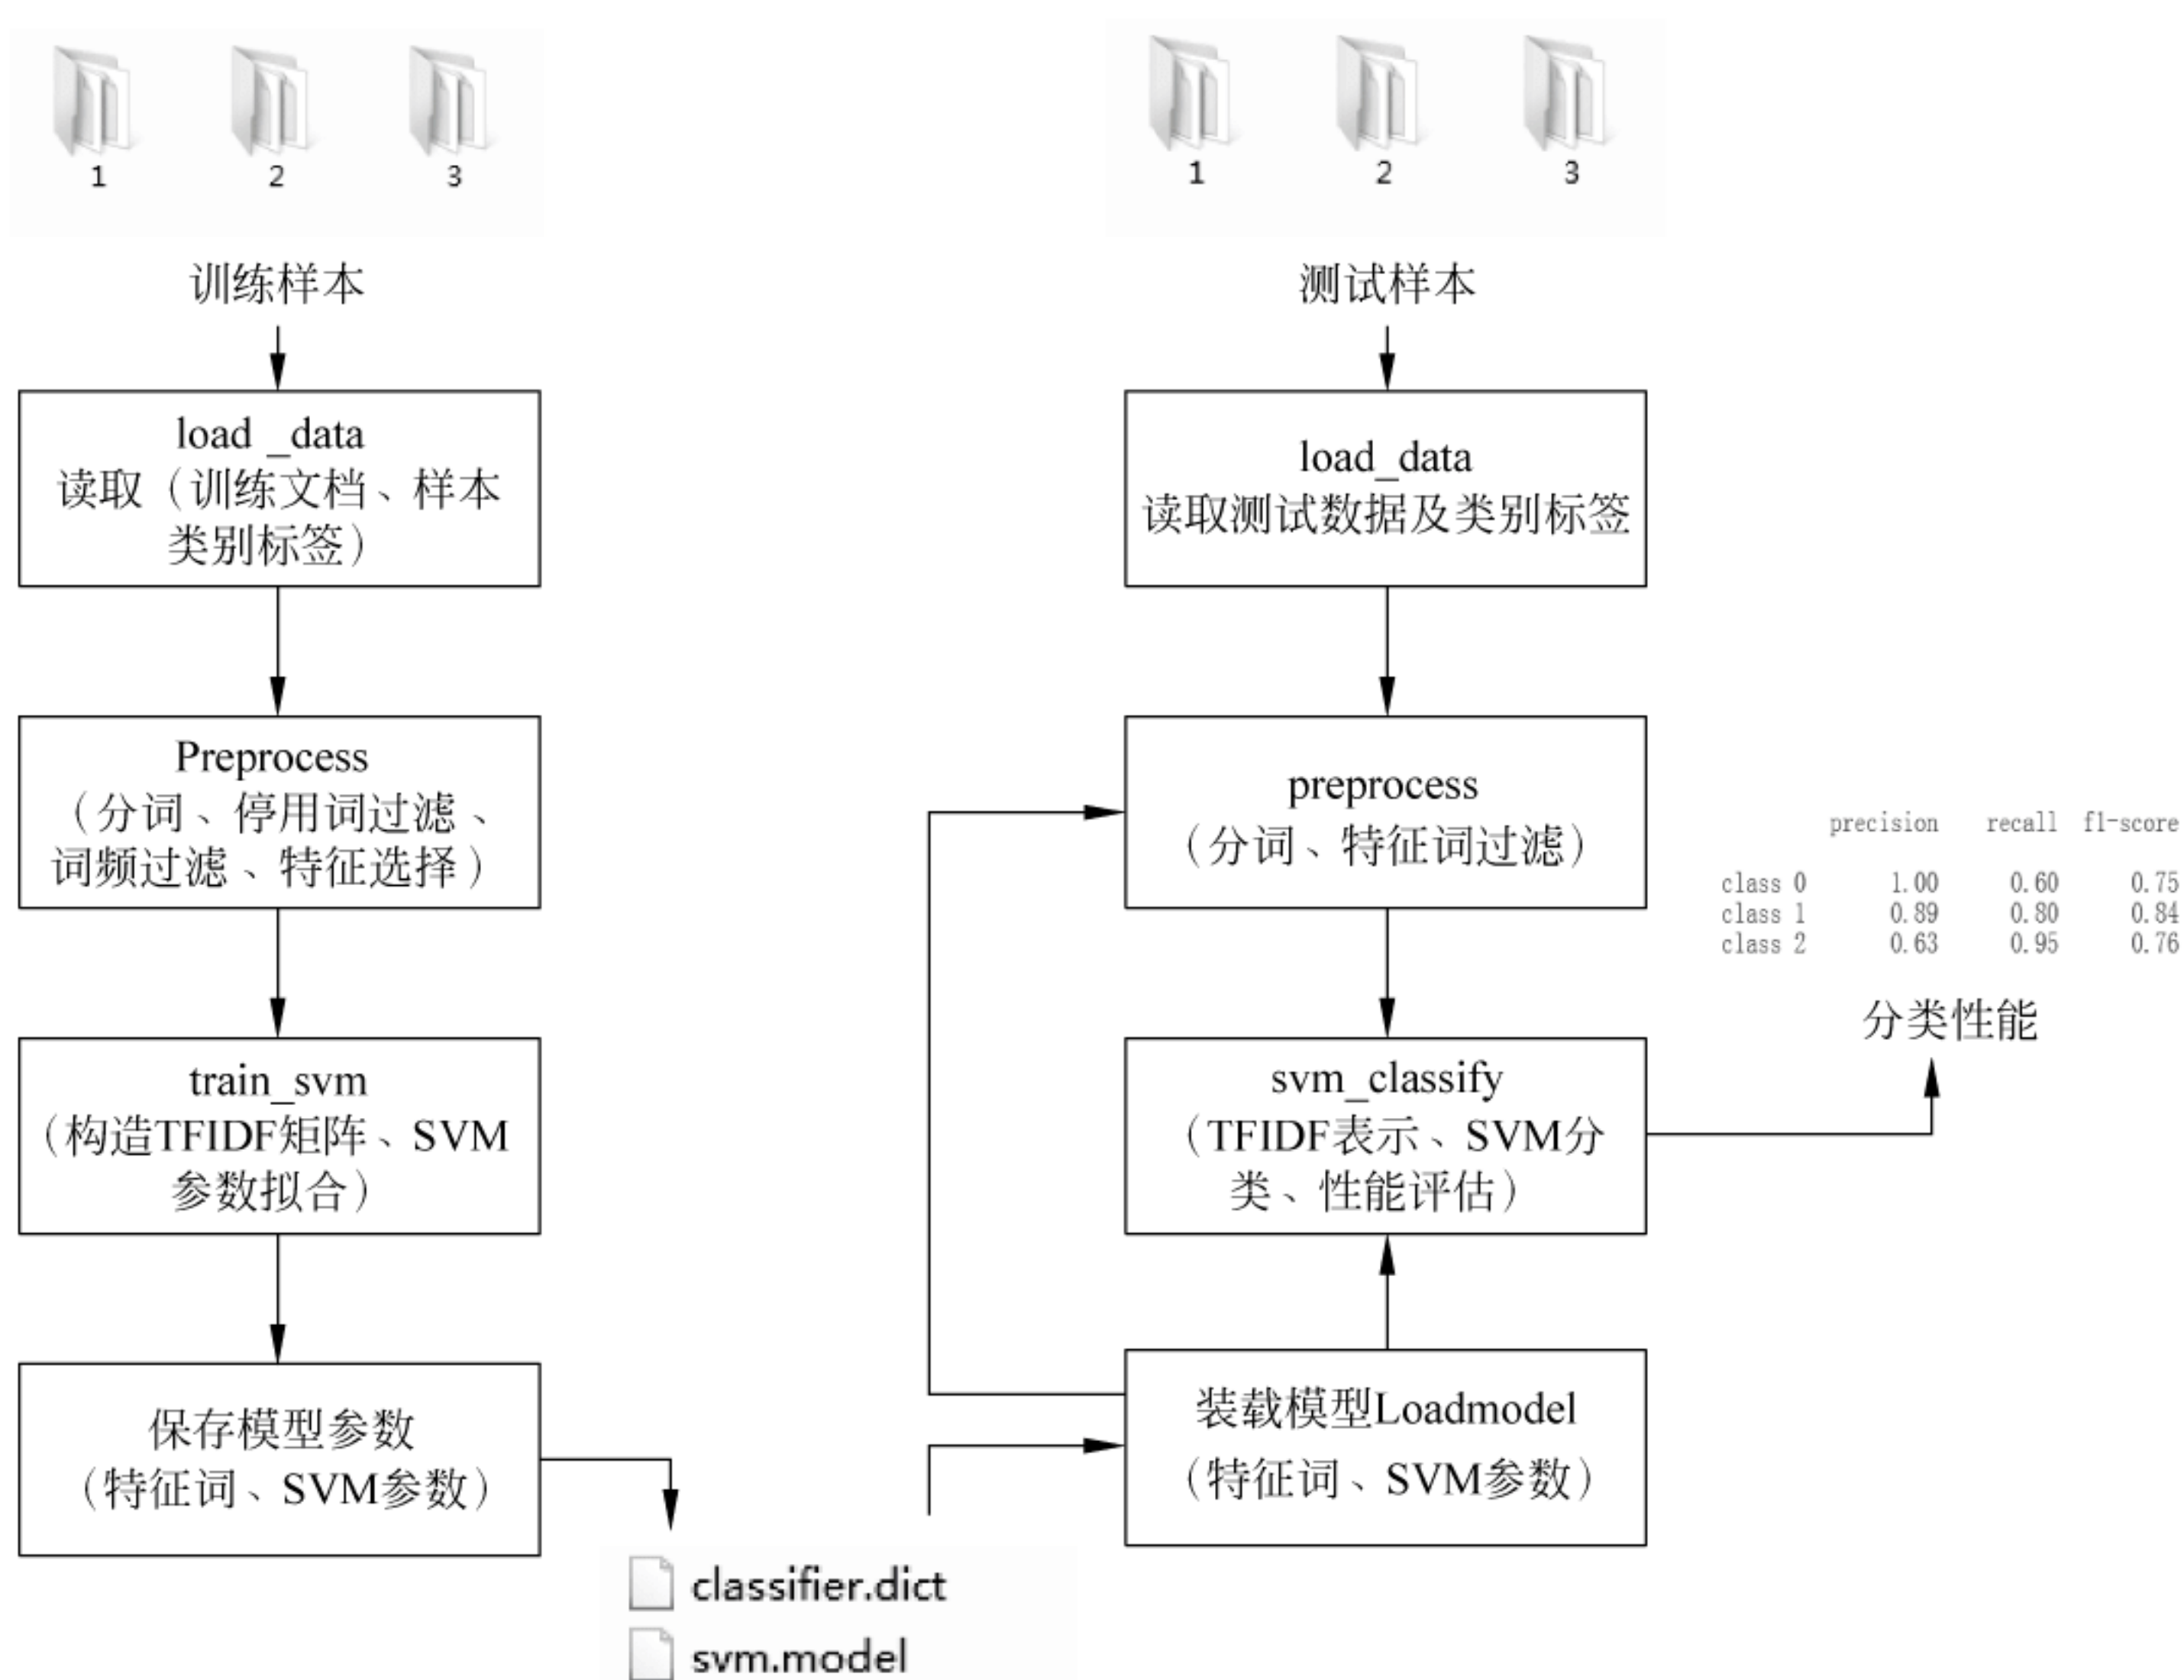 1 2 3
训练样本
load _data
读取（训练文档、样本
类别标签）
Preprocess
（分词、停用词过滤、
词频过滤、特征选择）
train_svm
（构造TFIDF矩阵、SVM
参数拟合）
保存模型参数
（特征词、SVM参数）
classifier.dict
svm.model
1 2 3
测试样本
load_data
读取测试数据及类别标签
preprocess
（分词、特征词过滤）
svm_classify
（TFIDF表示、SVM分
类、性能评估）
装载模型Loadmodel
（特征词、SVM参数）
precision recall f1-score
class 0 1.00 0.60 0.75
class 1 0.89 0.80 0.84
class 2 0.63 0.95 0.76
分类性能